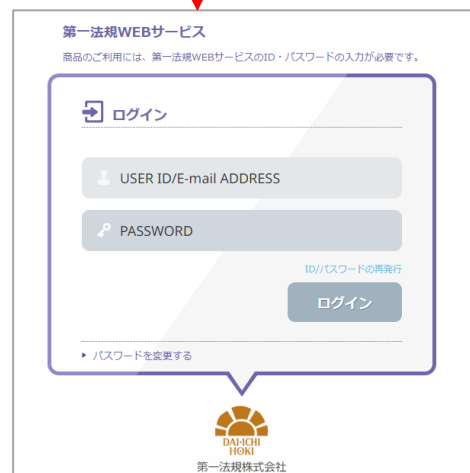 第一法規WEBサービス
商品のご利用には、第一法規WEBサービスのID・パスワードの入力が必要です。
ログイン
USER ID/E-mail ADDRESS
PASSWORD
ID/パスワードの再発行
ログイン
パスワードを変更する
DAI-ICHI
HOKI
第一法規株式会社